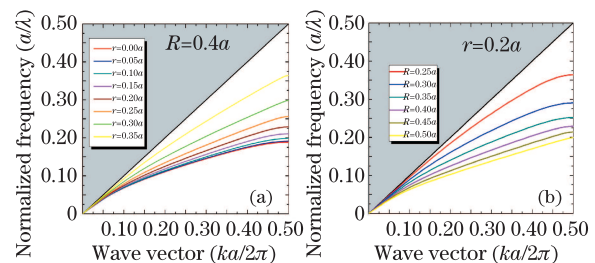 Normalized frequency (a/λ)
0.50
0.40
0.30
0.20
0.10
0
R=0.4a
r=0.00a
r=0.05a
r=0.10a
r=0.15a
r=0.20a
r=0.25a
r=0.30a
r=0.35a
(a)
0.10 0.20 0.30 0.40 0.50
Wave vector (ka/2π)
Normalized frequency (a/λ)
0.50
0.40
0.30
0.20
0.10
0
r=0.2a
R=0.25a
R=0.30a
R=0.35a
R=0.40a
R=0.45a
R=0.50a
(b)
0.10 0.20 0.30 0.40 0.50
Wave vector (ka/2π)